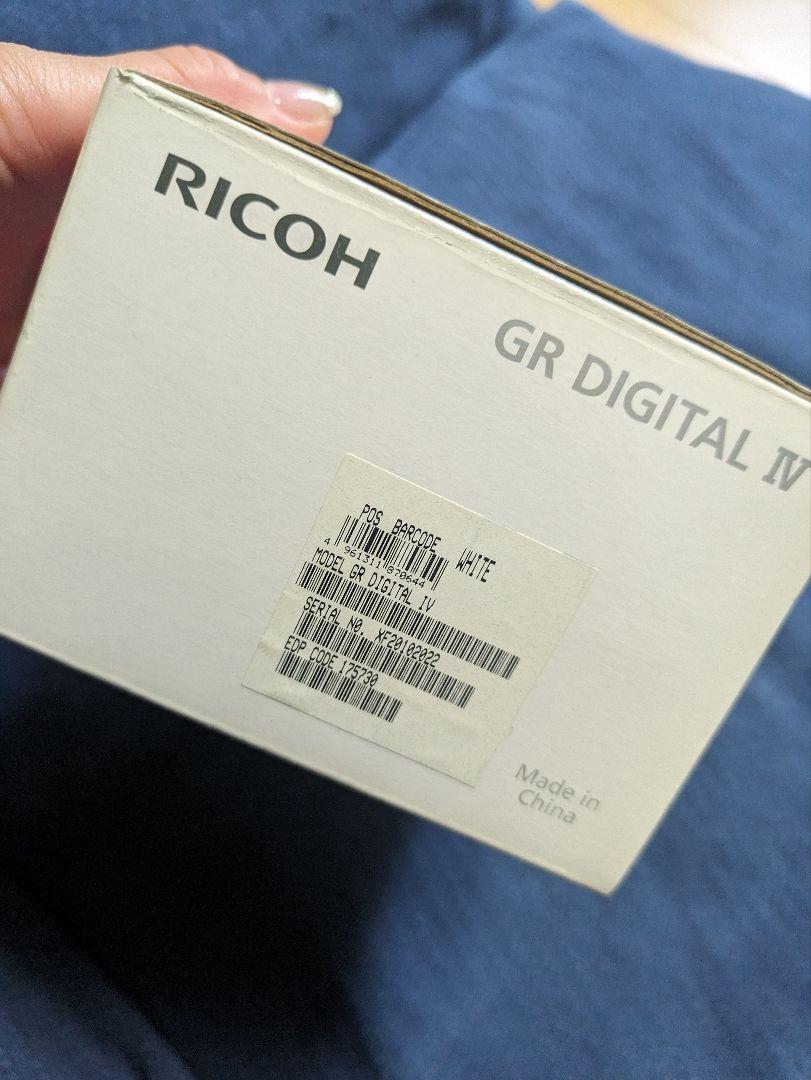 RICOH
GR DIGITAL IV
POS BARCODE WHITE
4 961311 870644
MODEL GR DIGITAL IV
SERIAL NO. XF20102022
EDP CODE 175730
Made in
China